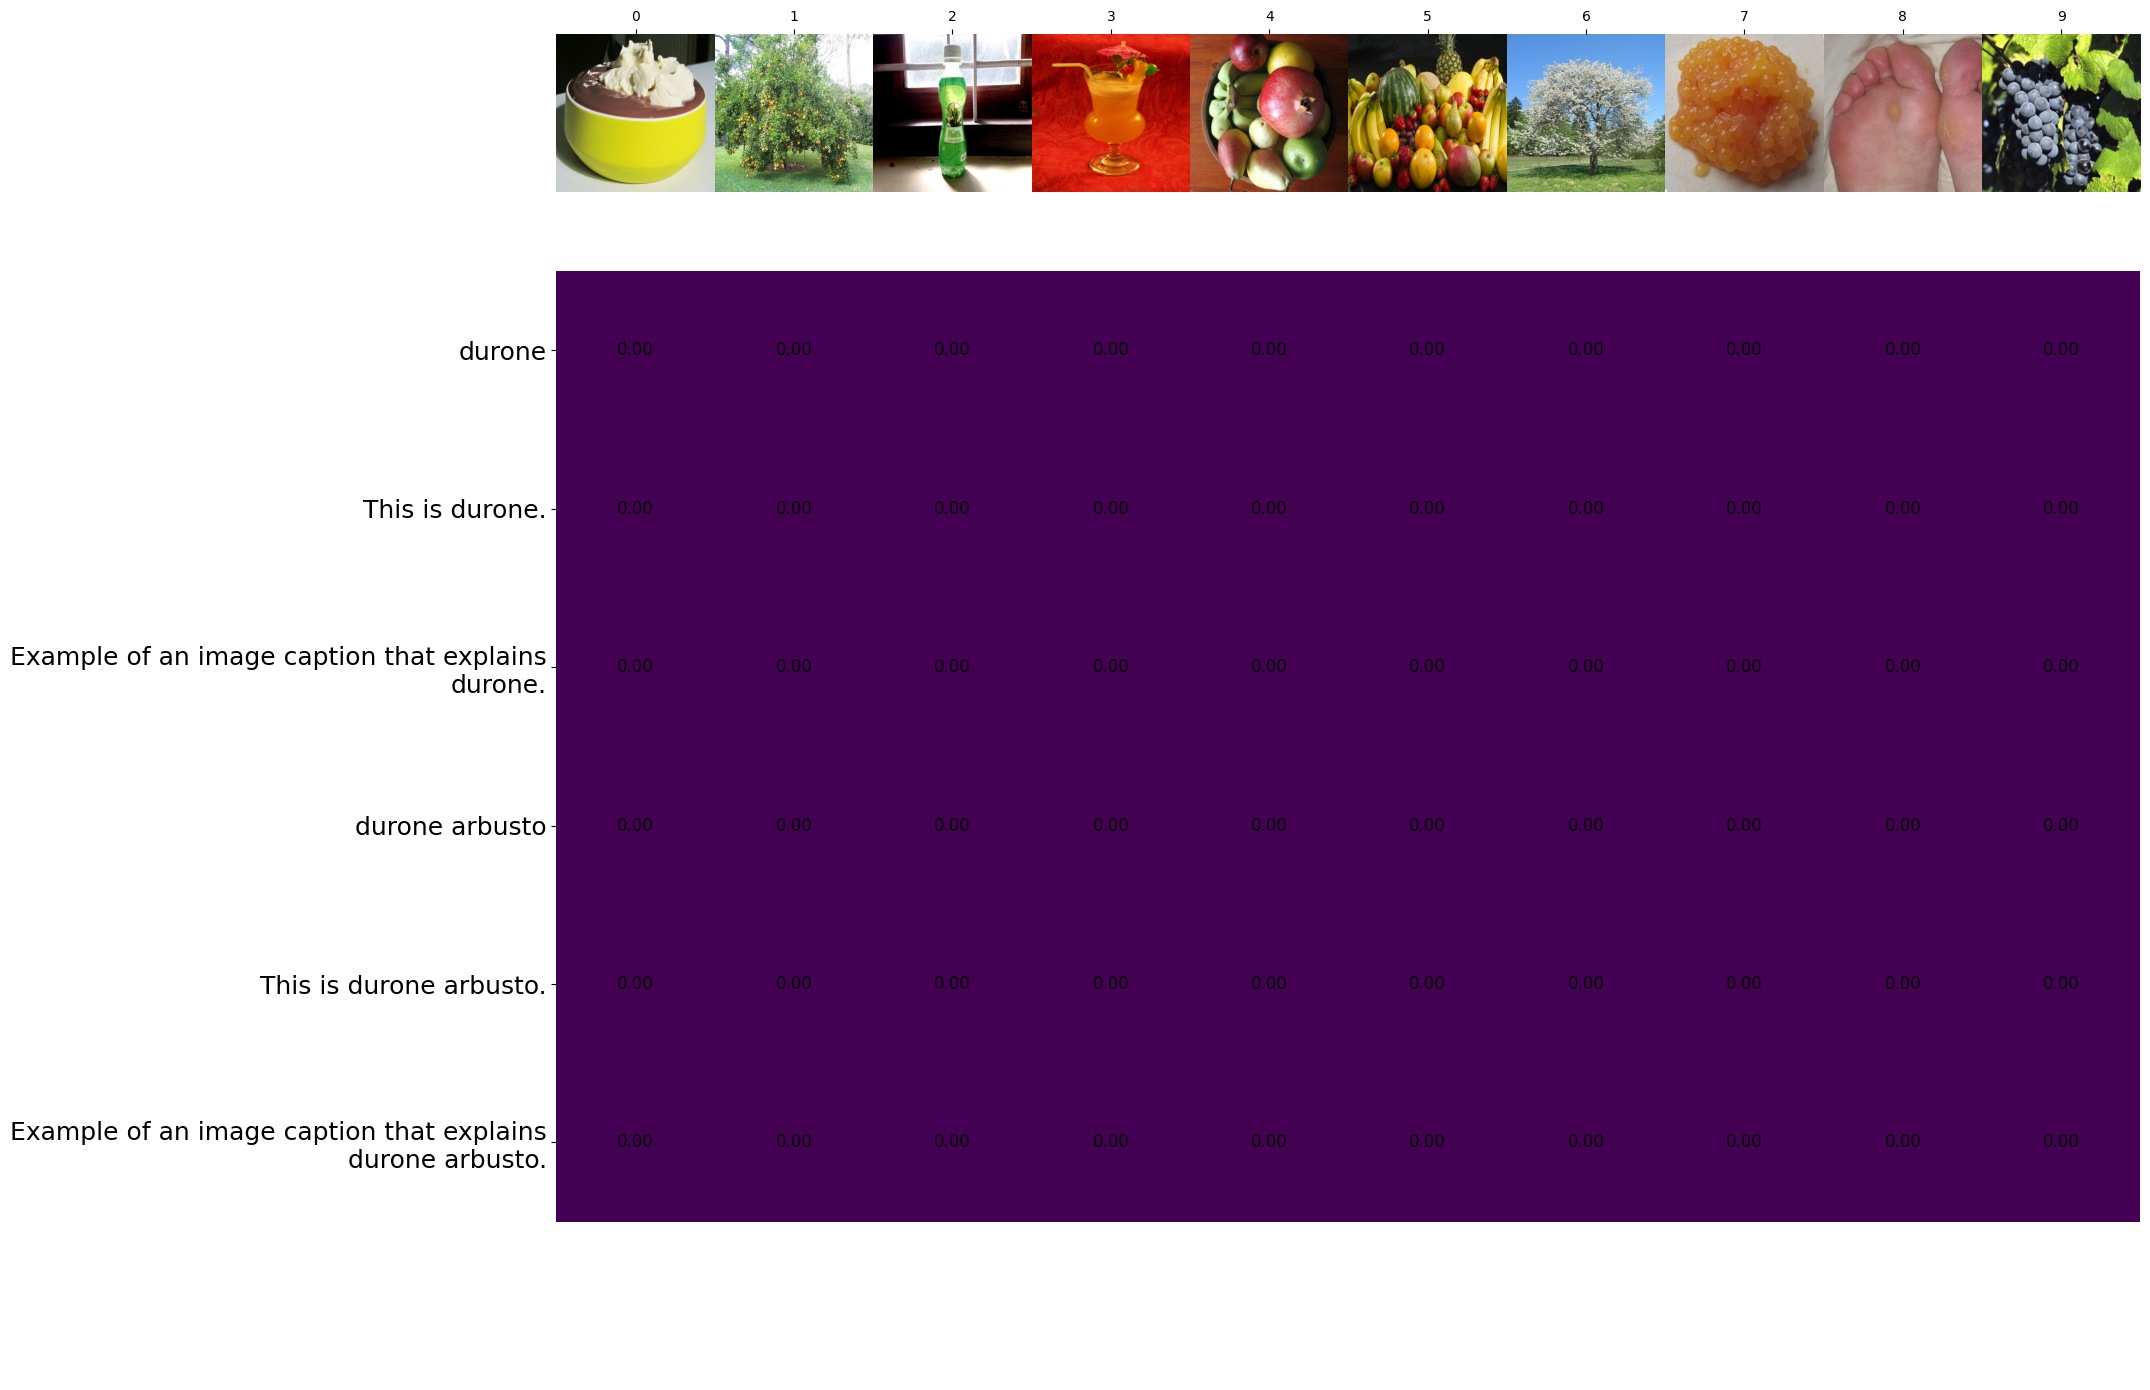 0 1 2 3 4 5 6 7 8 9
durone 0.00 0.00 0.00 0.00 0.00 0.00 0.00 0.00 0.00 0.00
This is durone. 0.00 0.00 0.00 0.00 0.00 0.00 0.00 0.00 0.00 0.00
Example of an image caption that explains
durone. 0.00 0.00 0.00 0.00 0.00 0.00 0.00 0.00 0.00 0.00
durone arbusto 0.00 0.00 0.00 0.00 0.00 0.00 0.00 0.00 0.00 0.00
This is durone arbusto. 0.00 0.00 0.00 0.00 0.00 0.00 0.00 0.00 0.00 0.00
Example of an image caption that explains
durone arbusto. 0.00 0.00 0.00 0.00 0.00 0.00 0.00 0.00 0.00 0.00